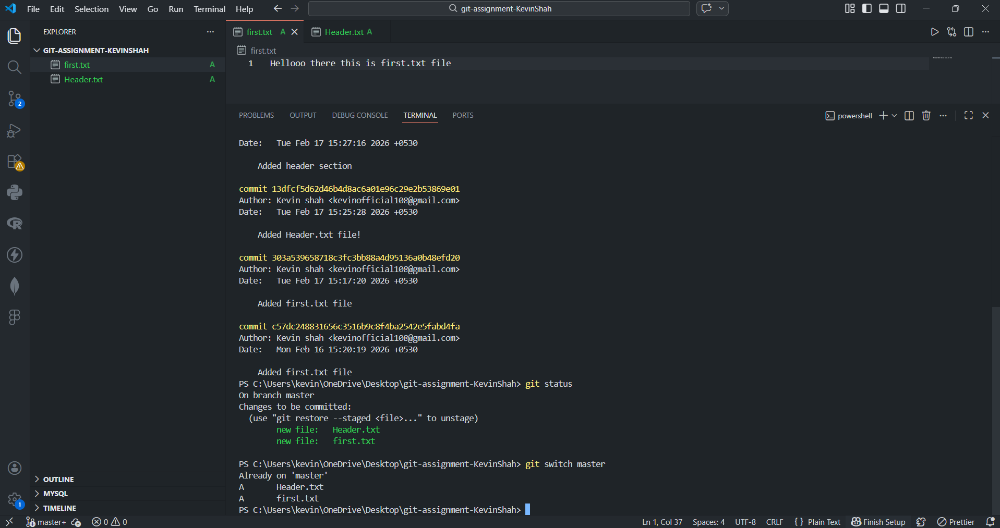 File Edit Selection View Go Run Terminal Help
git-assignment-KevinShah
EXPLORER
GIT-ASSIGNMENT-KEVINSHAH
first.txt A
Header.txt A
2
first.txt A
Header.txt A
first.txt
1 Hellooo there this is first.txt file
PROBLEMS OUTPUT DEBUG CONSOLE TERMINAL PORTS
powershell
Date:   Tue Feb 17 15:27:16 2026 +0530
Added header section
commit 13dfcf5d62d46b4d8ac6a01e96c29e2b53869e01
Author: Kevin shah <kevinofficial108@gmail.com>
Date:   Tue Feb 17 15:25:28 2026 +0530
Added Header.txt file!
commit 303a539658718c3fc3bb88a4d95136a0b48efd20
Author: Kevin shah <kevinofficial108@gmail.com>
Date:   Tue Feb 17 15:17:20 2026 +0530
Added first.txt file
commit c57dc248831656c3516b9c8f4ba2542e5fabd4fa
Author: Kevin shah <kevinofficial108@gmail.com>
Date:   Mon Feb 16 15:20:19 2026 +0530
Added first.txt file
PS C:\Users\kevin\OneDrive\Desktop\git-assignment-KevinShah> git status
On branch master
Changes to be committed:
(use "git restore --staged <file>..." to unstage)
new file:   Header.txt
new file:   first.txt
PS C:\Users\kevin\OneDrive\Desktop\git-assignment-KevinShah> git switch master
Already on 'master'
A       Header.txt
A       first.txt
PS C:\Users\kevin\OneDrive\Desktop\git-assignment-KevinShah>
OUTLINE
MYSQL
TIMELINE
1
master+ 0 0
Ln 1, Col 37 Spaces: 4 UTF-8 CRLF {} Plain Text Finish Setup Prettier